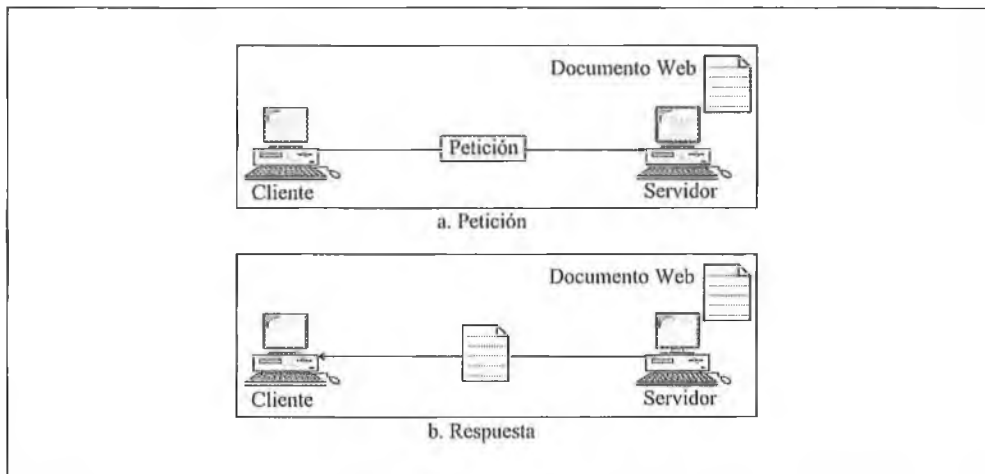 Documento Web
Petición
Cliente
Servidor
a. Petición
Documento Web
Cliente
Servidor
b. Respuesta